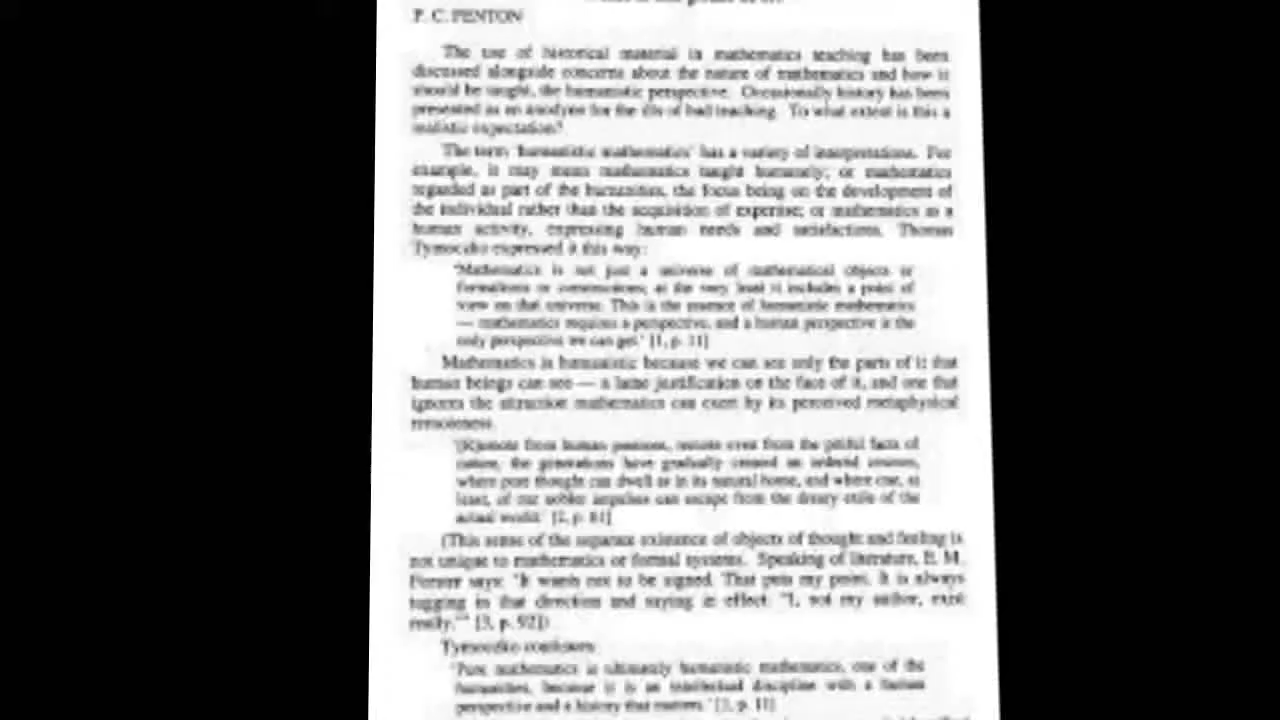 The use of historical material in mathematics teaching has been
discussed alongside concerns about the nature of mathematics and how it
should be taught, the humanistic perspective. Occasionally history has been
presented as an anodyne for the ills of bad teaching. To what extent is this a
realistic expectation?
The term 'humanistic mathematics' has a variety of interpretations. For
example, it may mean mathematics taught humanely; or mathematics
regarded as part of the humanities, the focus being on the development of
the individual rather than the acquisition of expertise; or mathematics as a
human activity, expressing human needs and satisfactions. Thomas
Tymoczko expressed it this way:
'Mathematics is not just a universe of mathematical objects or
or at the very least it includes a point of
view on that universe. This is the essence of humanistic mathematics
— mathematics requires a perspective, and a human perspective is the
only perspective we can get.' [1, p. 11]
Mathematics is humanistic because we can see only the parts of it that
human beings can see — a lame justification on the face of it, and one that
ignores the attraction mathematics can exert by its perceived metaphysical
remoteness.
'[R]emote from human passions, remote even from the pitiful facts of
nature, the generations have gradually created an ordered cosmos,
where pure thought can dwell as in its natural home, and where one, at
least, of our nobler impulses can escape from the dreary exile of the
actual world.' [2, p. 61]
(This sense of the separate existence of objects of thought and feeling is
not unique to mathematics or formal systems. Speaking of literature, E. M.
Forster says: "It wants not to be signed. That puts my point. It is always
tugging in that direction and saying in effect: "I, not my author, exist
really."" [3, p. 92])
Tymoczko continues:
'Pure mathematics is ultimately humanistic mathematics, one of the
humanities, because it is an intellectual discipline with a human
perspective and a history that matters.' [1, p. 11]